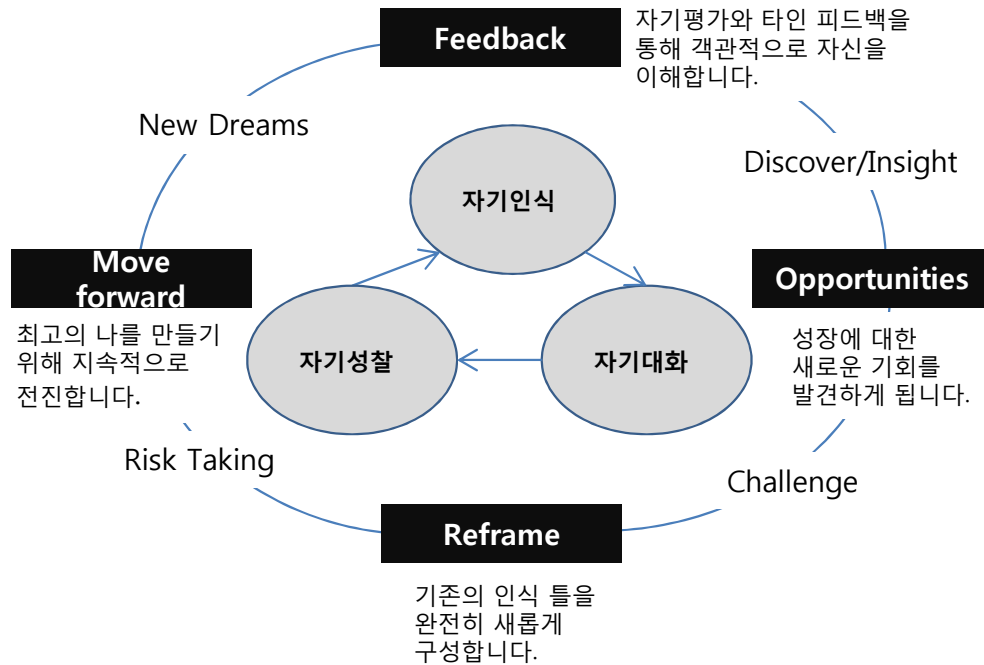 Feedback
자기평가와 타인 피드백을
통해 객관적으로 자신을
이해합니다.
New Dreams
Discover/Insight
자기인식
Move
forward
Opportunities
최고의 나를 만들기
위해 지속적으로
전진합니다.
자기성찰
자기대화
성장에 대한
새로운 기회를
발견하게 됩니다.
Risk Taking
Challenge
Reframe
기존의 인식 틀을
완전히 새롭게
구성합니다.